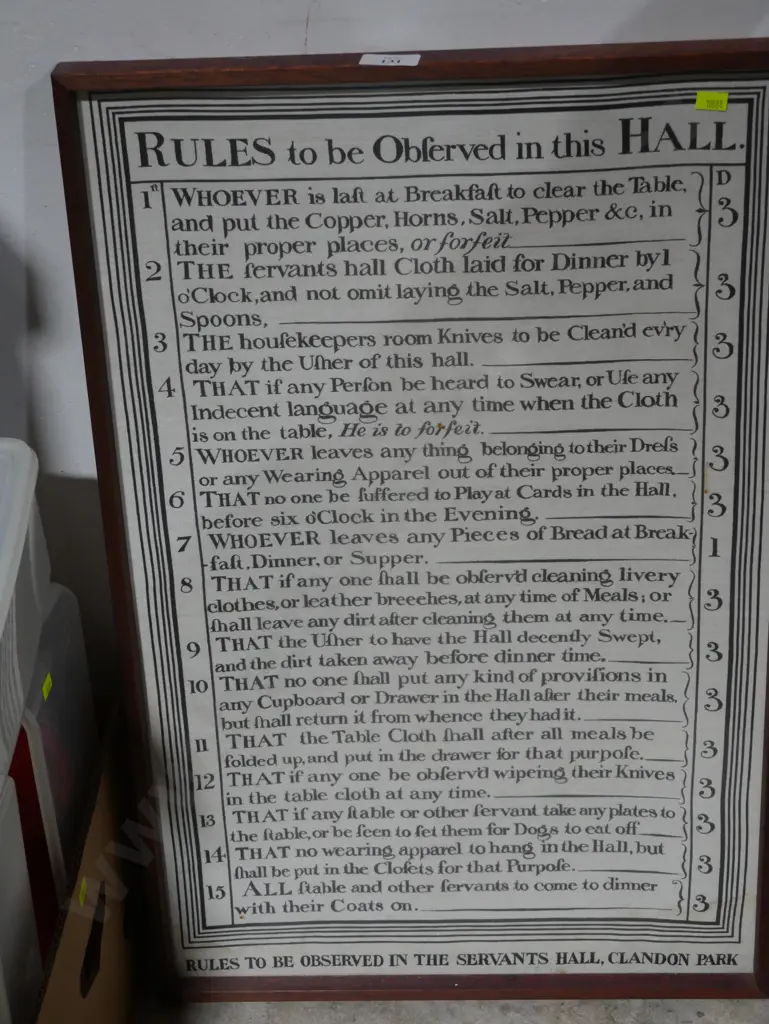 RULES to be Obſerved in this HALL.
D
1ſt WHOEVER is laſt at Breakfaſt to clear the Table,
and put the Copper, Horns, Salt, Pepper &c, in
their proper places, or forfeit 3
2 THE ſervants hall Cloth laid for Dinner by 1
o'Clock, and not omit laying the Salt, Pepper, and
Spoons, 3
3 THE houſekeepers room Knives to be Clean'd ev'ry
day by the Uſher of this hall. 3
4 THAT if any Perſon be heard to Swear, or Uſe any
Indecent language at any time when the Cloth
is on the table, He is to forfeit. 3
5 WHOEVER leaves any thing belonging to their Dreſs
or any Wearing Apparel out of their proper places 3
6 THAT no one be ſuffered to Play at Cards in the Hall,
before six o'Clock in the Evening. 3
7 WHOEVER leaves any Pieces of Bread at Break-
-faſt, Dinner, or Supper. 1
8 THAT if any one ſhall be obſerv'd cleaning livery
clothes, or leather breeches, at any time of Meals; or
ſhall leave any dirt after cleaning them at any time. 3
9 THAT the Uſher to have the Hall decently Swept,
and the dirt taken away before dinner time. 3
10 THAT no one ſhall put any kind of proviſions in
any Cupboard or Drawer in the Hall after their meals,
but ſhall return it from whence they had it. 3
11 THAT the Table Cloth ſhall after all meals be
folded up, and put in the drawer for that purpoſe. 3
12 THAT if any one be obſerv'd wipeing their Knives
in the table cloth at any time. 3
13 THAT if any ſtable or other ſervant take any plates to
the ſtable, or be ſeen to ſet them for Dogs to eat off 3
14 THAT no wearing apparel to hang in the Hall, but
ſhall be put in the Cloſets for that Purpoſe. 3
15 ALL ſtable and other ſervants to come to dinner
with their Coats on. 3
RULES TO BE OBSERVED IN THE SERVANTS HALL, CLANDON PARK
www